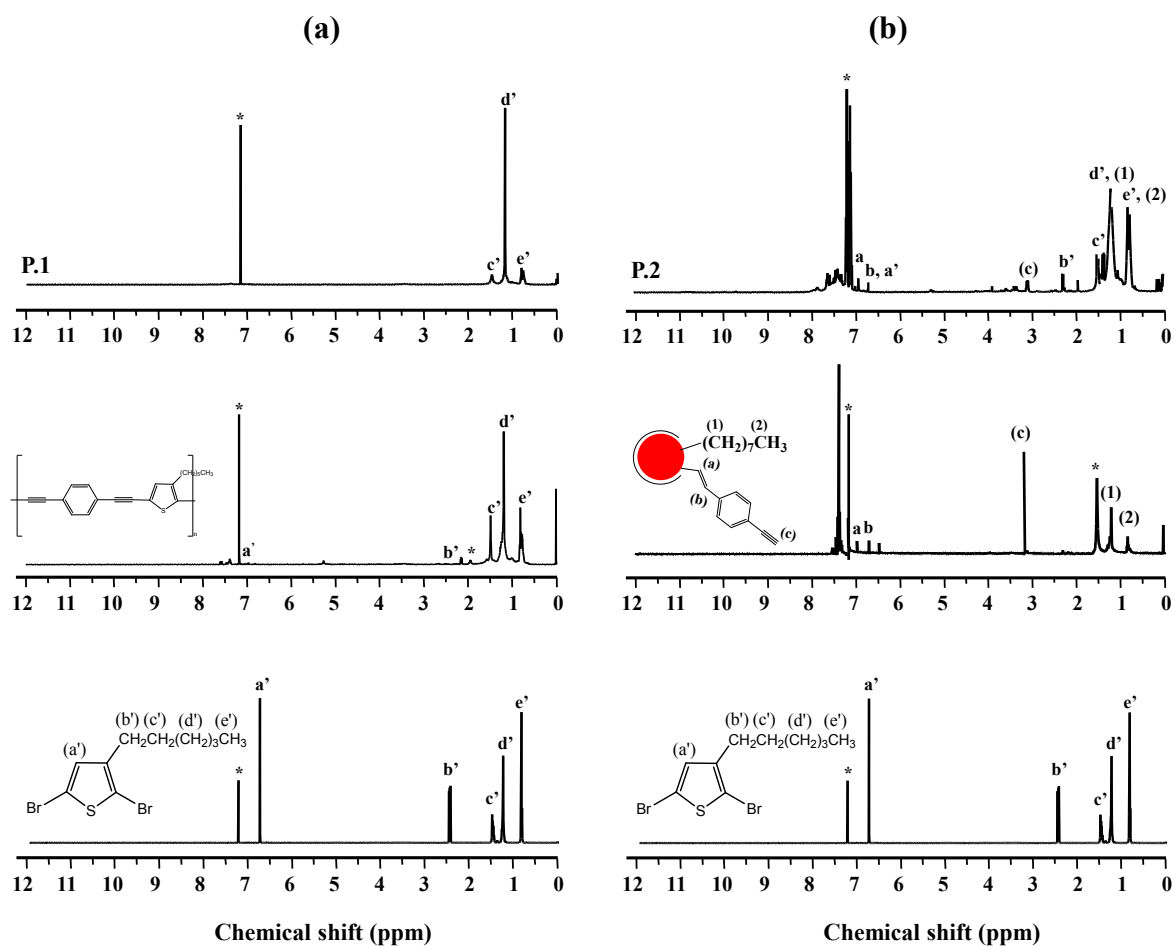 (a)
(b)
*
d'
P.1
c'
e'
12 11 10 9 8 7 6 5 4 3 2 1 0
*
d', (1)
e', (2)
P.2
a
b, a'
(c)
b'
c'
12 11 10 9 8 7 6 5 4 3 2 1 0
*
d'
(CH2)5CH3
S
n
a'
b'
*
c'
e'
12 11 10 9 8 7 6 5 4 3 2 1 0
(1) (2)
(CH2)7CH3
(a)
(b)
(c)
*
a
b
(c)
*
(1)
(2)
12 11 10 9 8 7 6 5 4 3 2 1 0
(b') (c') (d') (e')
CH2CH2(CH2)3CH3
(a')
Br
S
Br
*
a'
b'
c'
d'
e'
12 11 10 9 8 7 6 5 4 3 2 1 0
Chemical shift (ppm)
(b') (c') (d') (e')
CH2CH2(CH2)3CH3
(a')
Br
S
Br
*
a'
b'
c'
d'
e'
12 11 10 9 8 7 6 5 4 3 2 1 0
Chemical shift (ppm)